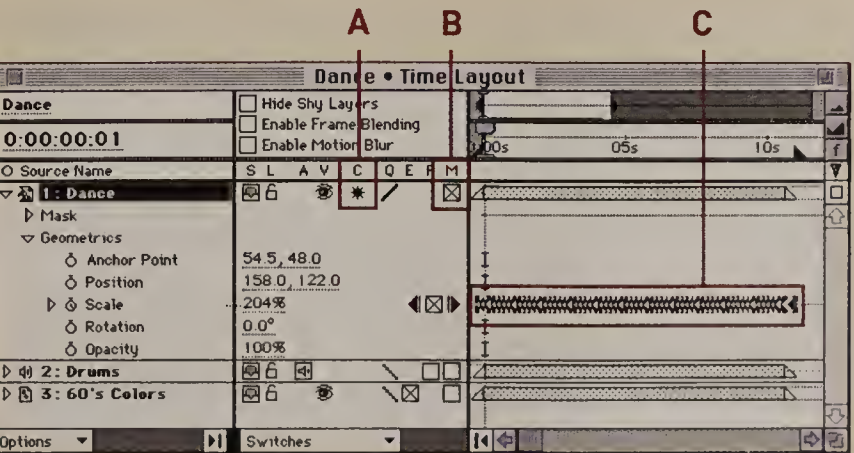 A B C
Dance • Time Layout
Dance
Hide Shy Layers
Enable Frame Blending
0:00:00:01
Enable Motion Blur
05s 10s
f
Source Name S L A V C Q E F M
1: Dance
Mask
Geometrics
Anchor Point 54.5, 48.0
Position 158.0, 122.0
Scale 204%
Rotation 0.0°
Opacity 100%
2: Drums
3: 60's Colors
Options Switches